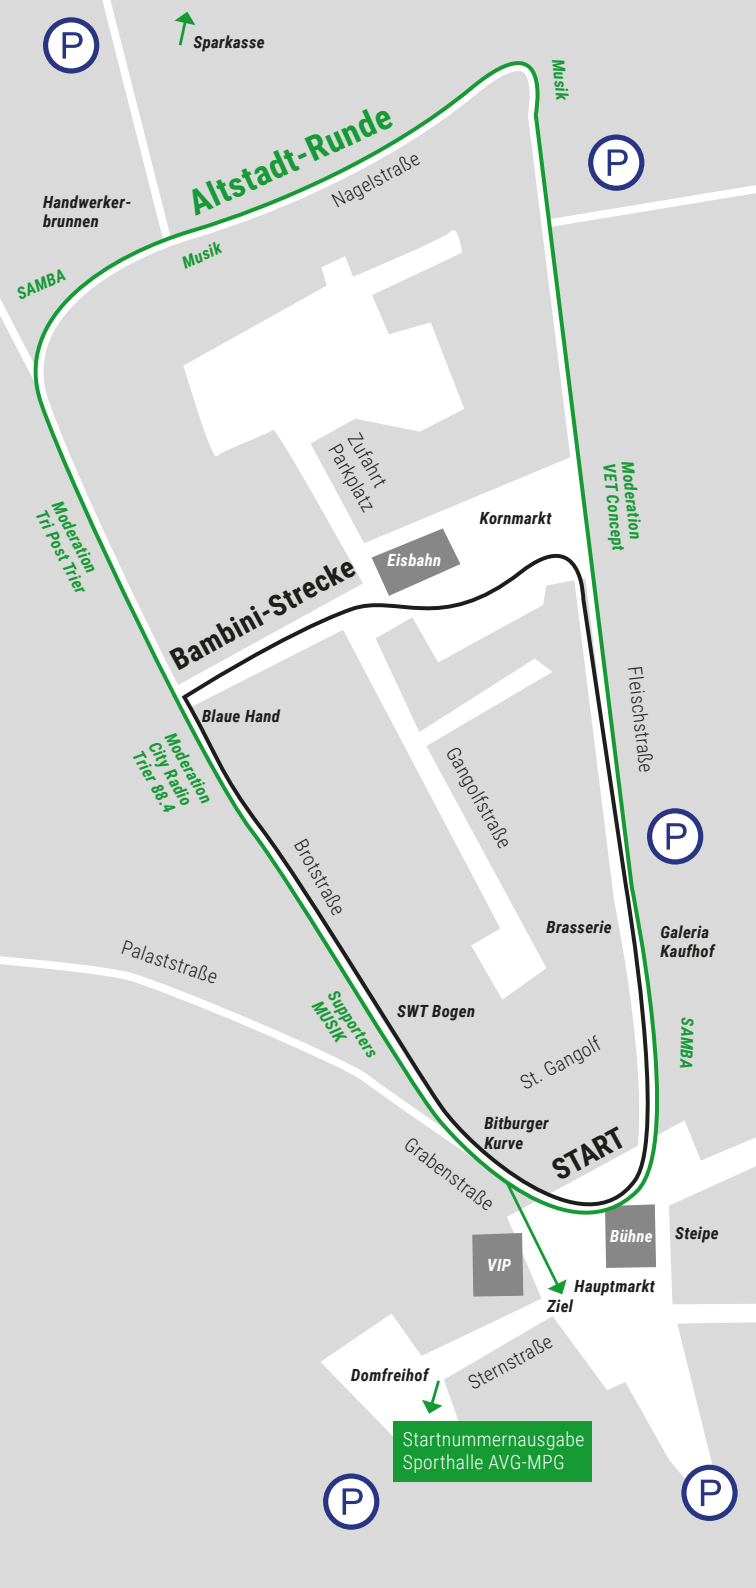 P
Sparkasse
Musik
Altstadt-Runde
P
Nagelstraße
Handwerker-
brunnen
Musik
SAMBA
Zufahrt
Parkplatz
Moderation
VET Concept
Kornmarkt
Moderation
Tri Post Trier
Eisbahn
Bambini-Strecke
Fleischstraße
Blaue Hand
Moderation
City Radio
Trier 88.4
Gangolfstraße
P
Brotstraße
Brasserie
Galeria
Kaufhof
Palaststraße
Supporters
MUSIK
SWT Bogen
SAMBA
St. Gangolf
Bitburger
Kurve
START
Grabenstraße
Bühne
Steipe
VIP
Hauptmarkt
Ziel
Sternstraße
Domfreihof
Startnummernausgabe
Sporthalle AVG-MPG
P
P